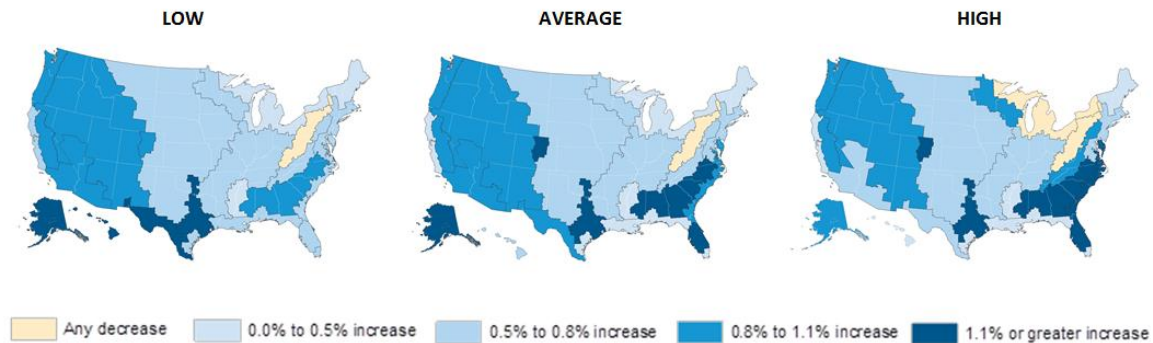 LOW
AVERAGE
HIGH
Any decrease
0.0% to 0.5% increase
0.5% to 0.8% increase
0.8% to 1.1% increase
1.1% or greater increase